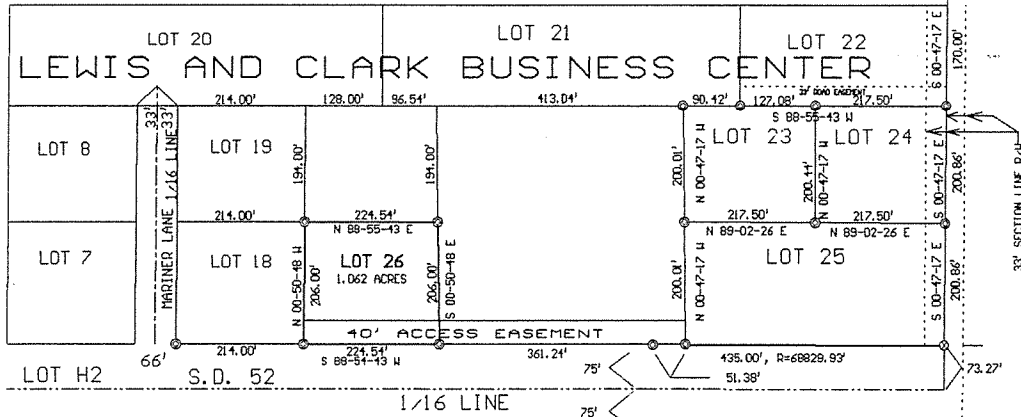 LOT 20
LOT 21
LOT 22
LEWIS AND CLARK BUSINESS CENTER
S 00-47-17 E
170.00'
33' ROAD EASEMENT
33'
33'
214.00'
128.00'
96.54'
413.04'
90.42'
127.08'
217.50'
S 88-55-43 W
LOT 8
LOT 19
LOT 23
LOT 24
MARINER LANE
1/16 LINE
194.00'
194.00'
200.01'
N 00-47-17 W
200.44'
N 00-47-17 W
S 00-47-17 E
200.86'
33' SECTION LINE R/W
214.00'
224.54'
N 88-55-43 E
217.50'
N 89-02-26 E
217.50'
N 89-02-26 E
LOT 7
LOT 18
LOT 26
1.062 ACRES
LOT 25
N 00-50-48 W
206.00'
206.00'
S 00-50-48 E
200.01'
N 00-47-17 W
S 00-47-17 E
200.86'
40' ACCESS EASEMENT
66'
214.00'
224.54'
S 88-54-43 W
361.24'
435.00', R=68829.93'
51.38'
73.27'
LOT H2
S.D. 52
75'
1/16 LINE
75'